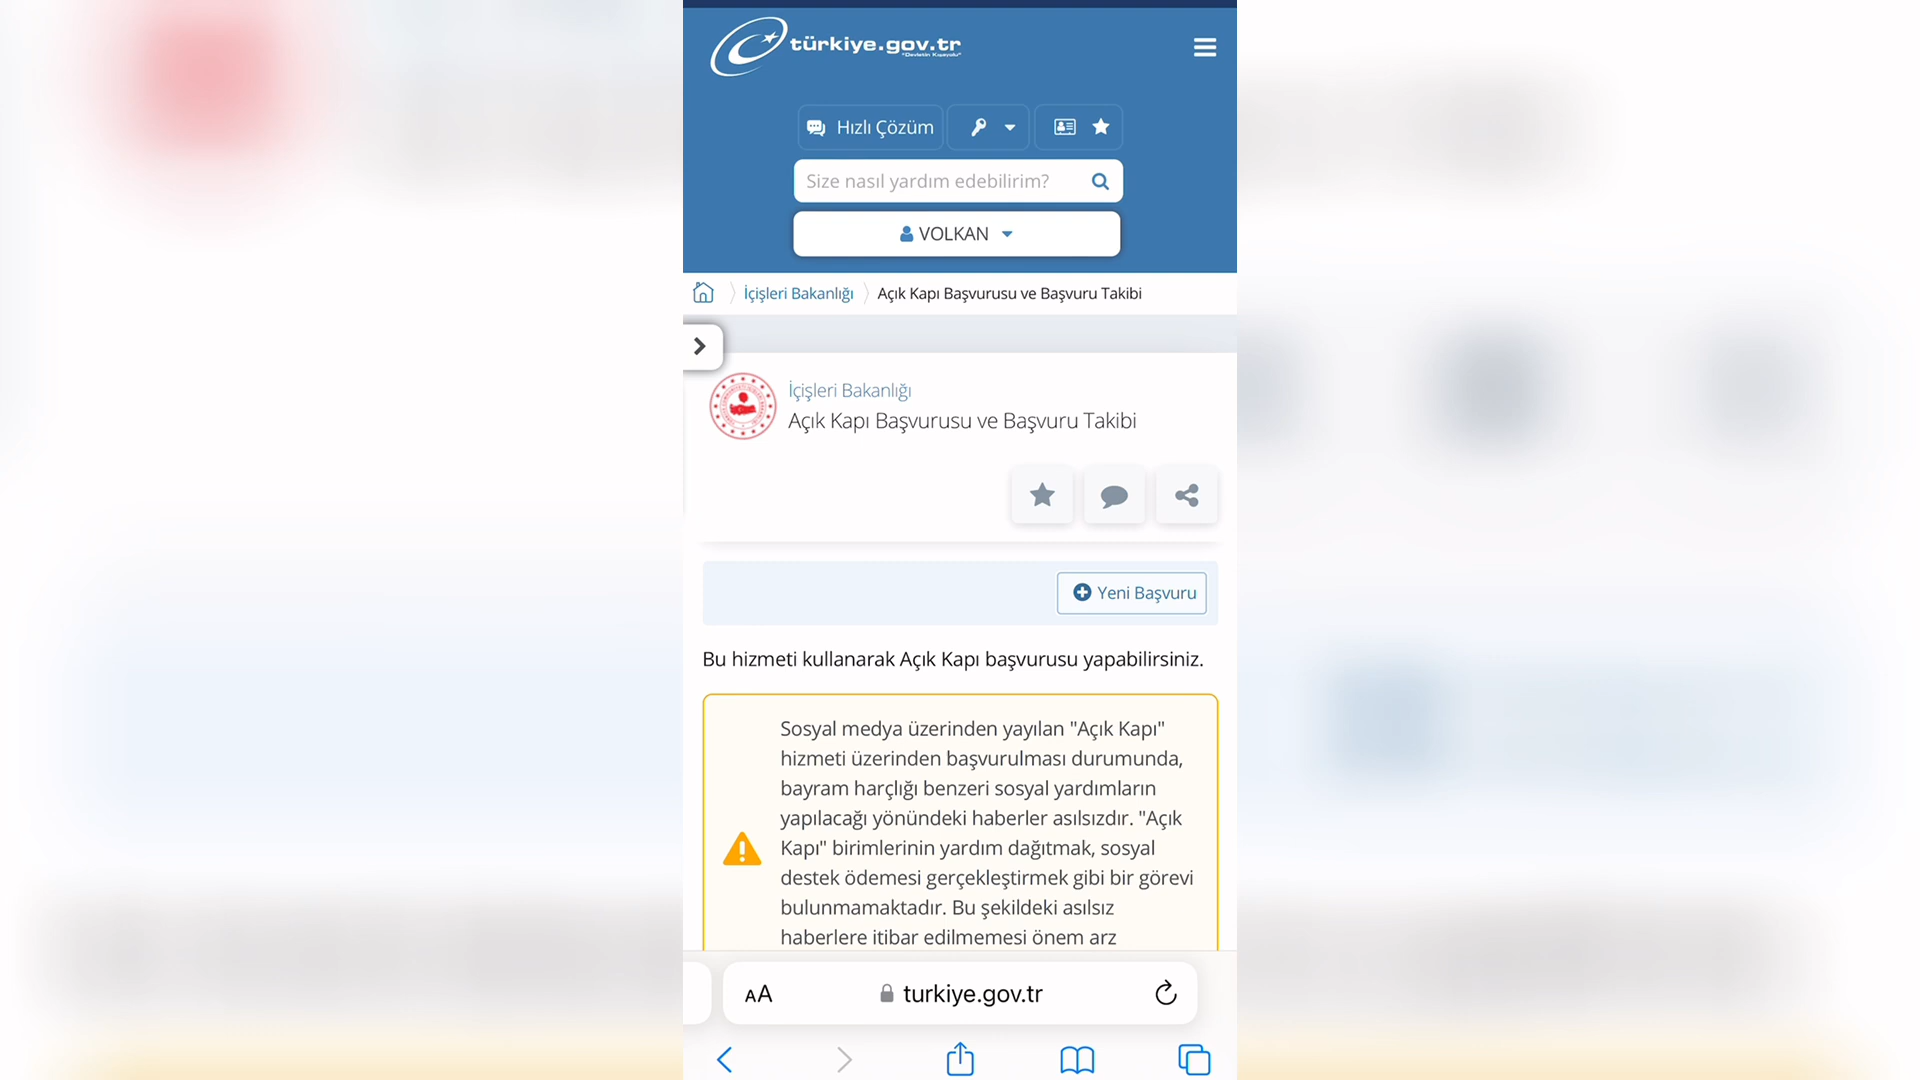 türkiye.gov.tr
"Devletin Kısayolu"
Hızlı Çözüm
Size nasıl yardım edebilirim?
VOLKAN
İçişleri Bakanlığı
Açık Kapı Başvurusu ve Başvuru Takibi
İçişleri Bakanlığı
Açık Kapı Başvurusu ve Başvuru Takibi
Yeni Başvuru
Bu hizmeti kullanarak Açık Kapı başvurusu yapabilirsiniz.
Sosyal medya üzerinden yayılan "Açık Kapı"
hizmeti üzerinden başvurulması durumunda,
bayram harçlığı benzeri sosyal yardımların
yapılacağı yönündeki haberler asılsızdır. "Açık
Kapı" birimlerinin yardım dağıtmak, sosyal
destek ödemesi gerçekleştirmek gibi bir görevi
bulunmamaktadır. Bu şekildeki asılsız
haberlere itibar edilmemesi önem arz
AA
turkiye.gov.tr